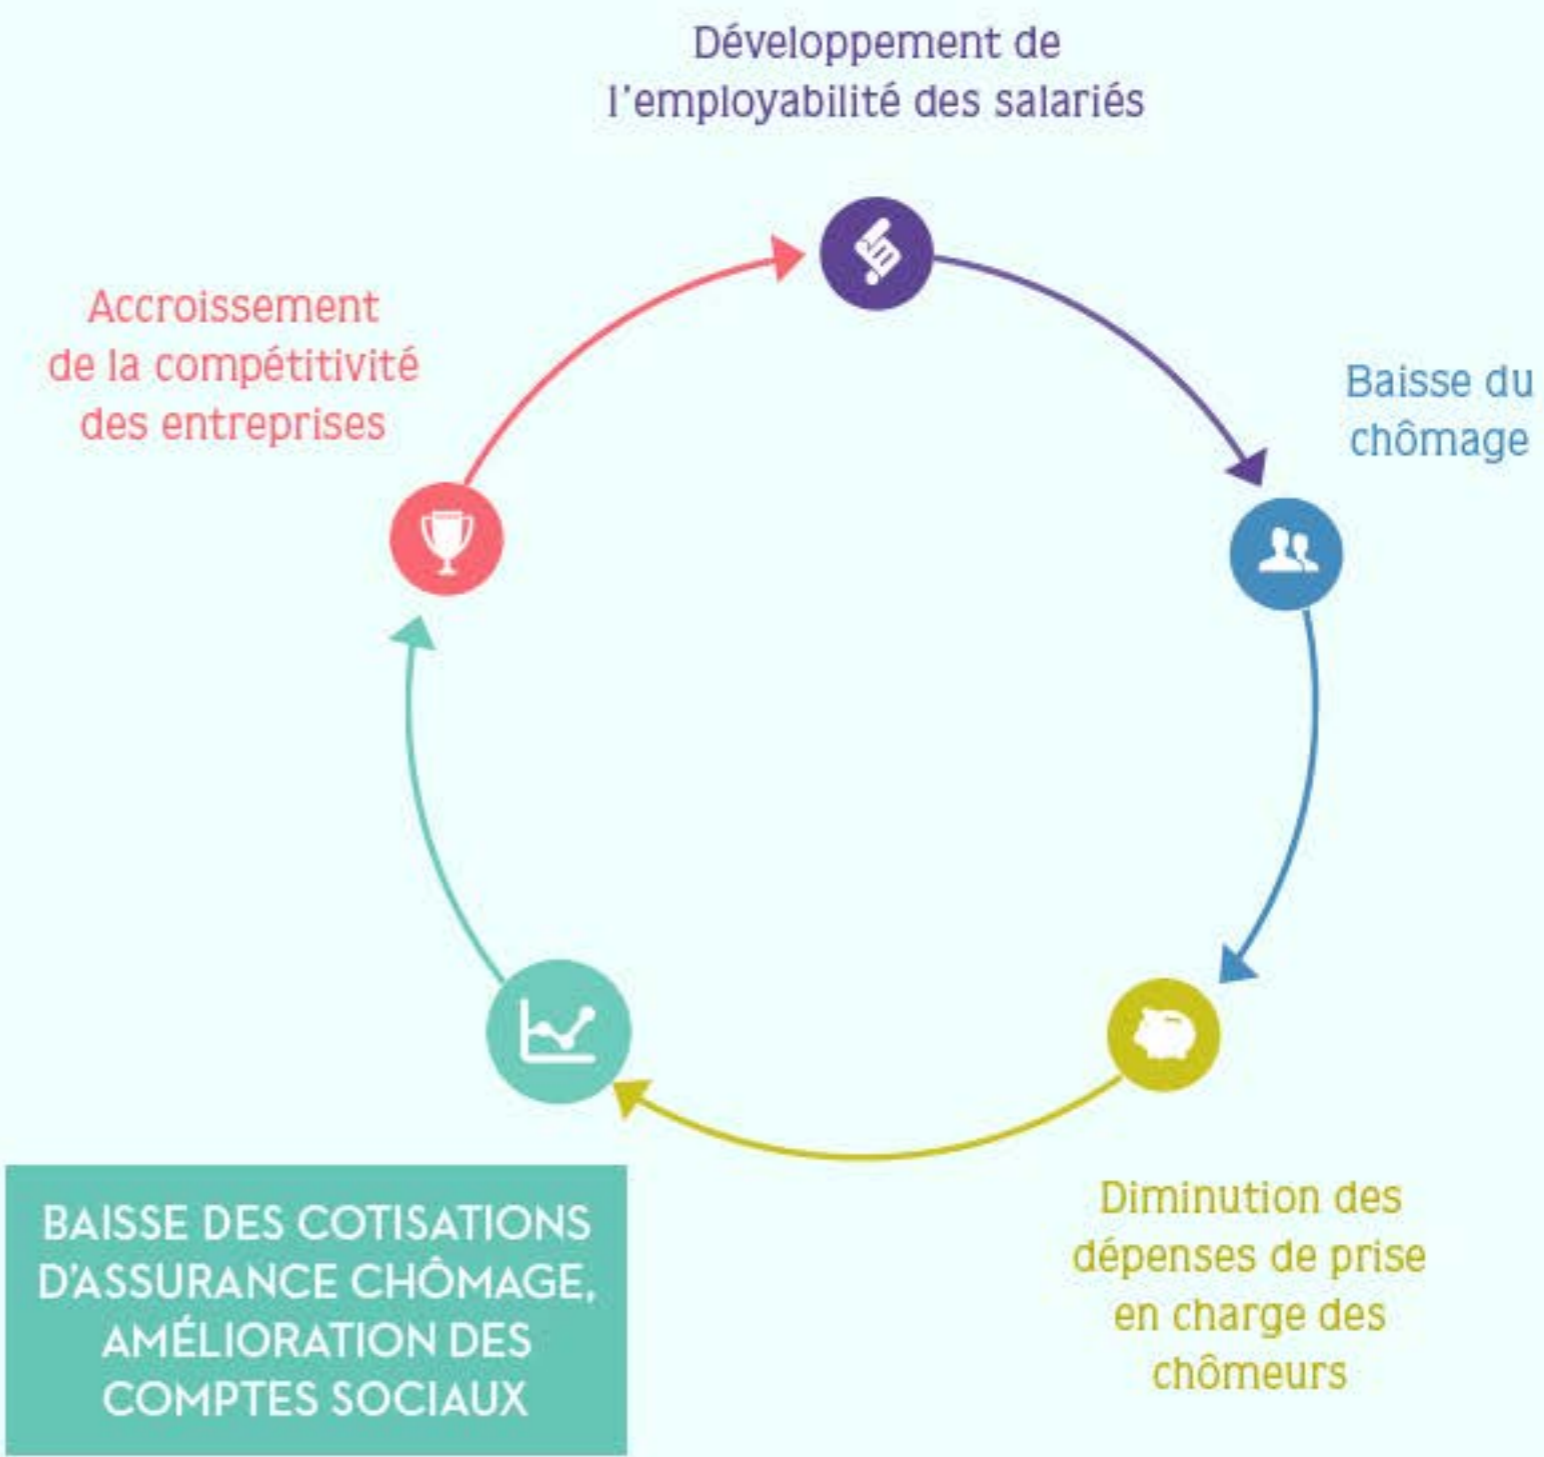 Développement de
l'employabilité des salariés
Accroissement
de la compétitivité
des entreprises
Baisse du
chômage
BAISSE DES COTISATIONS
D'ASSURANCE CHÔMAGE,
AMÉLIORATION DES
COMPTES SOCIAUX
Diminution des
dépenses de prise
en charge des
chômeurs